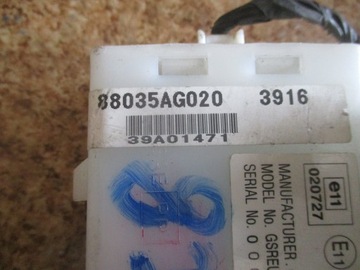 88035AG020 3916
39A01471
e11
020727
E11
MANUFACTURER.
MODEL No. GSREU
SERIAL No. 0 0